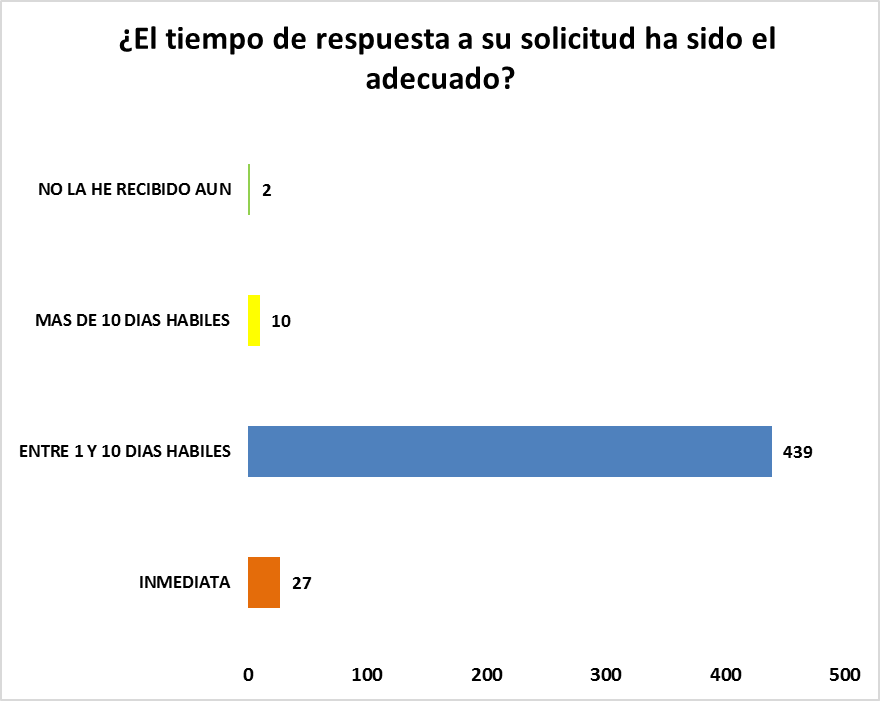 ¿El tiempo de respuesta a su solicitud ha sido el
adecuado?
NO LA HE RECIBIDO AUN 2
MAS DE 10 DIAS HABILES 10
ENTRE 1 Y 10 DIAS HABILES 439
INMEDIATA 27
0 100 200 300 400 500